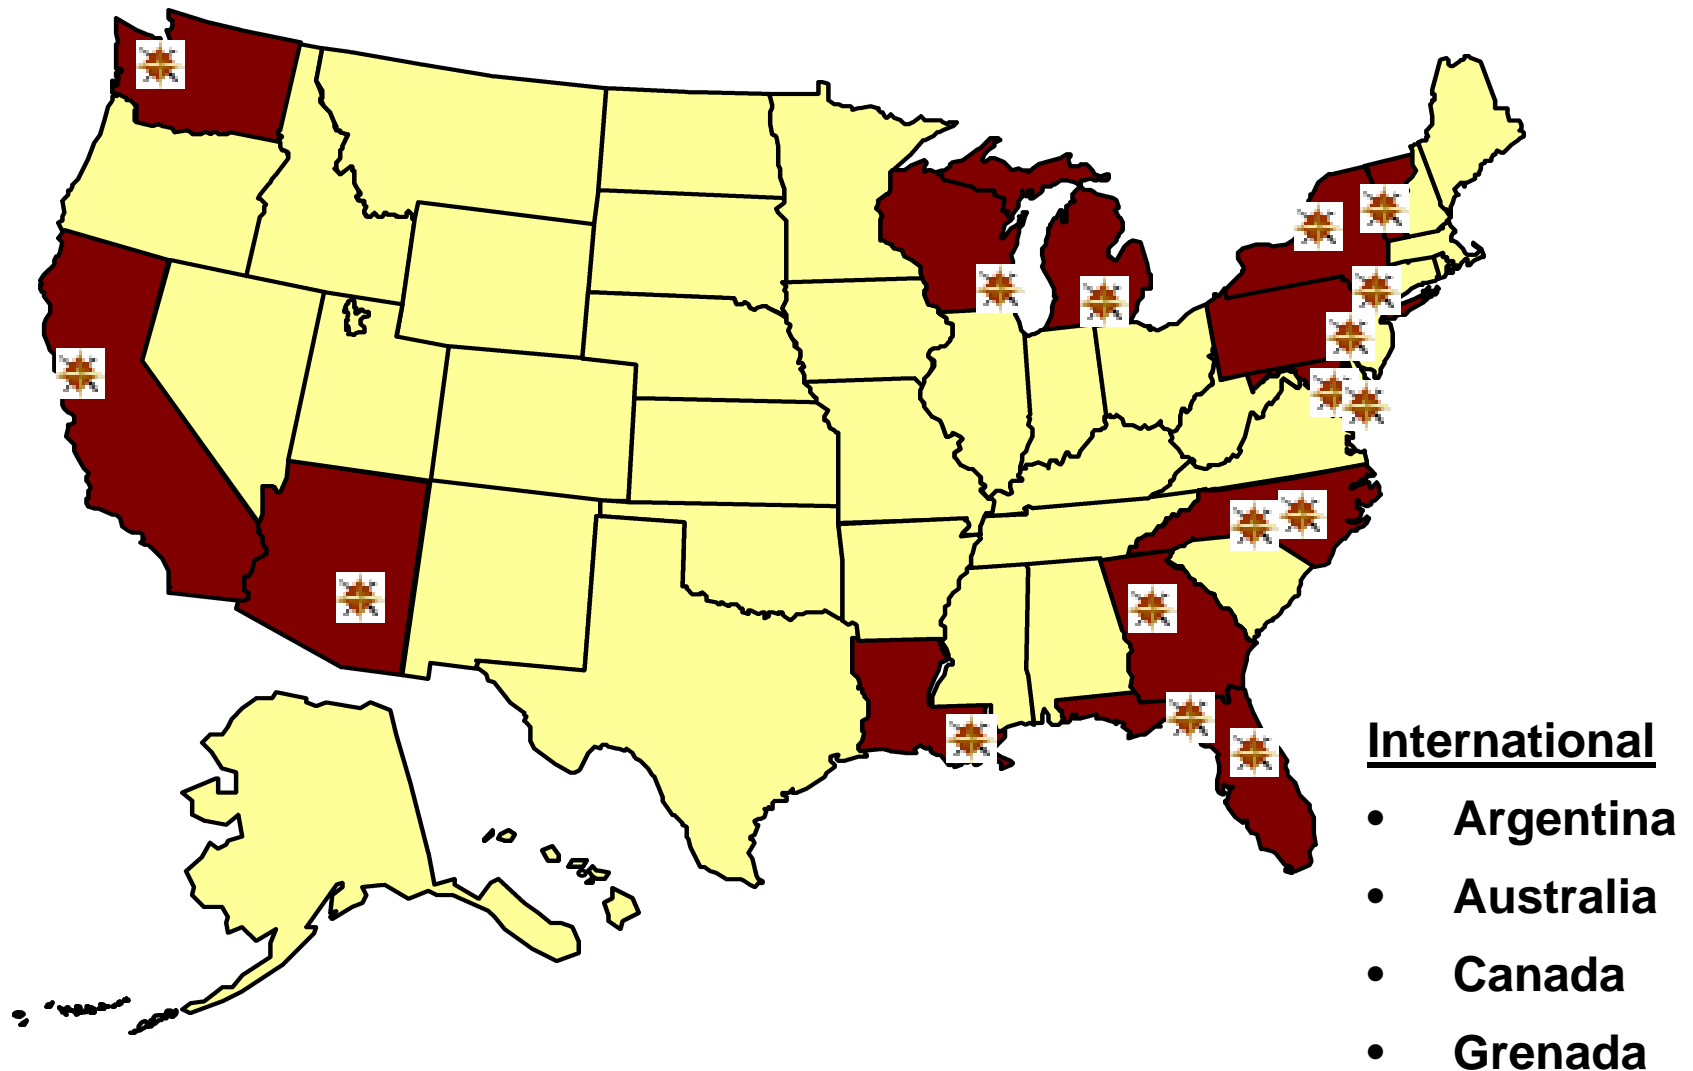 International
• Argentina
• Australia
• Canada
• Grenada